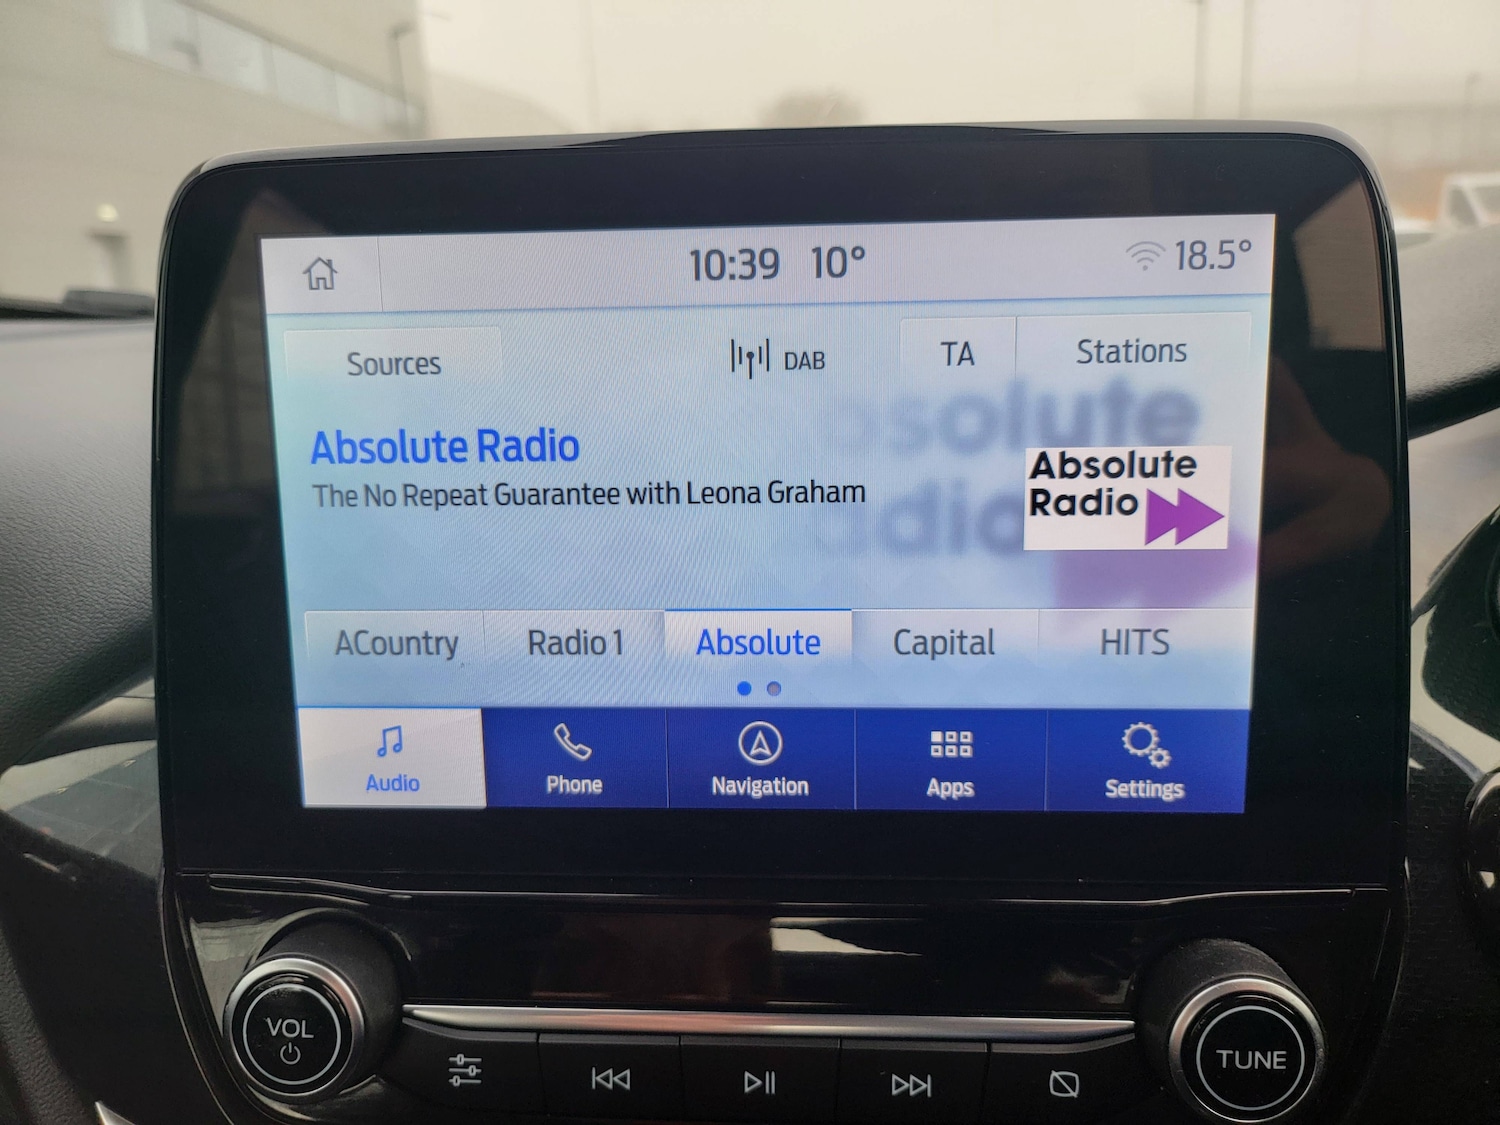 10:39 10° 18.5°
Sources DAB TA Stations
Absolute Radio
The No Repeat Guarantee with Leona Graham
Absolute
Radio
ACountry Radio 1 Absolute Capital HITS
Audio Phone Navigation Apps Settings
VOL TUNE